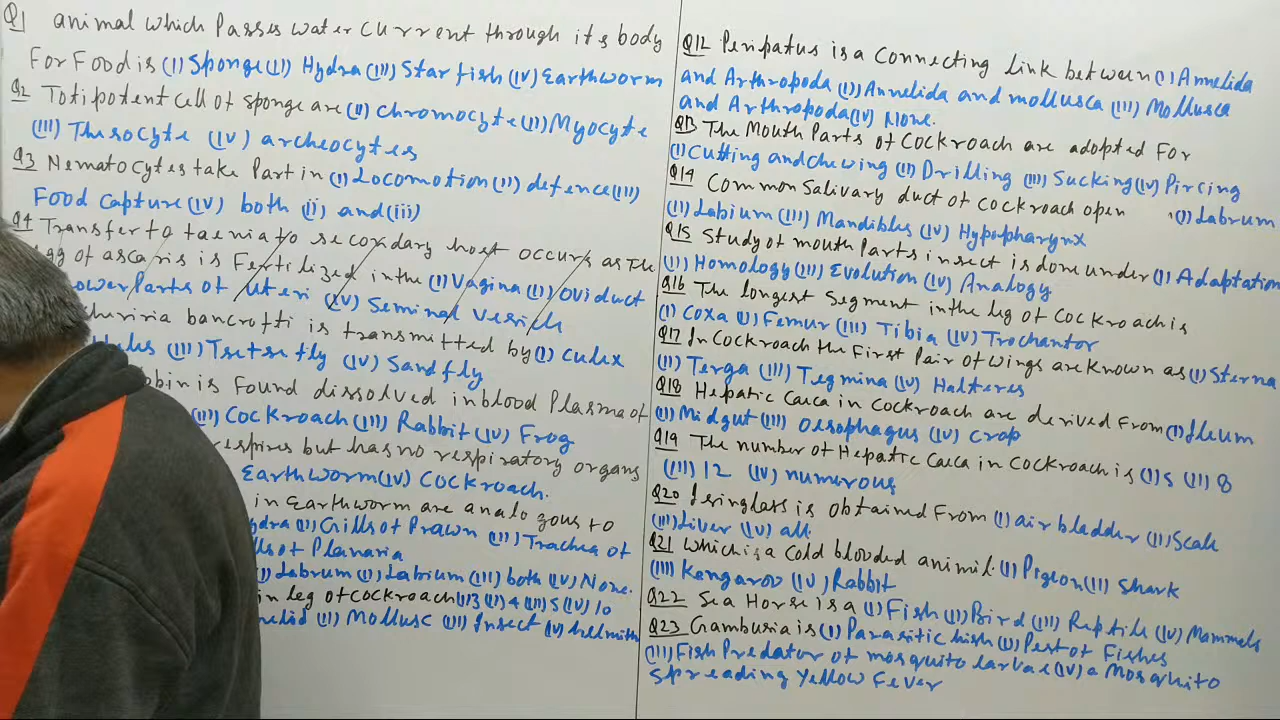 Q1 animal which Passes water current through its body
For Food is (I) Sponge (II) Hydra (III) Star fish (IV) Earthworm
Q2 Totipotent cell of sponge are (I) chromocyte (II) Myocyte
(III) Thesocyte (IV) archeocytes
Q3 Nematocytes take Part in (I) Locomotion (II) defence (III)
Food capture (IV) both (ii) and (iii)
Q4 Transfer to taenia to secondary host occurs as The
gg of ascaris is Fertilized in the (I) Vagina (II) oviduct
ower Parts of Uteri (IV) Seminal Vesicle
cheriria bancrofti is transmitted by (I) culex
(III) Tsetse fly (IV) Sand fly
obin is Found dissolved in blood Plasma of
(II) Cockroach (III) Rabbit (IV) Frog
respires but has no respiratory organs
Earthworm (IV) Cockroach.
in Earthworm are analogous to
ydra (II) Gills of Prawn (III) Trachea of
lls of Planaria
(I) Labrum (II) Labium (III) both (IV) None.
in leg of cockroach (I) 3 (II) 4 (III) 5 (IV) 10
nelid (II) Mollusc (III) Insect (IV) helminth
Q12 Peripatus is a Connecting Link between (I) Annelida
and Arthropoda (II) Annelida and mollusca (III) Mollusca
and Arthropoda (IV) None.
Q13 The Mouth Parts of Cockroach are adopted For
(I) Cutting and chewing (II) Drilling (III) Sucking (IV) Pircing
Q14 Common Salivary duct of cockroach open (I) Labrum
(II) Labium (III) Mandibles (IV) Hypopharynx
Q15 Study of mouth Parts insect is done under (I) Adaptation
(II) Homology (III) Evolution (IV) Analogy
Q16 The longest segment in the leg of cockroach is
(I) Coxa (II) Femur (III) Tibia (IV) Trochantor
Q17 In Cockroach the First Pair of wings are known as (I) Sterna
(II) Terga (III) Tegmina (IV) Halteres
Q18 Hepatic Caeca in cockroach are derived From (I) Ileum
(II) Midgut (III) Oesophagus (IV) crop
Q19 The number of Hepatic Caeca in cockroach is (I) 5 (II) 8
(III) 12 (IV) numerous
Q20 Isinglass is obtained From (I) air bladder (II) Scale
(III) Liver (IV) all
Q21 which is a cold blooded animil. (I) Pigeon (II) Shark
(III) Kengaroo (IV) Rabbit
Q22 Sea Horse is a (I) Fish (II) Bird (III) Reptile (IV) Mammels
Q23 Gambusia is (I) Parasitic hish (II) Pest of Fishes
(III) Fish Predator of mosquito larvae (IV) a Mosquito
Spreading Yellow Fever